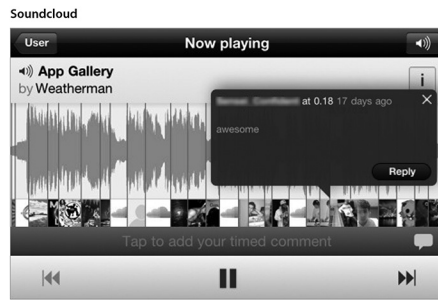 Soundcloud
User
Now playing
App Gallery
by Weatherman
i
at 0.18 17 days ago
awesome
Reply
Tap to add your timed comment